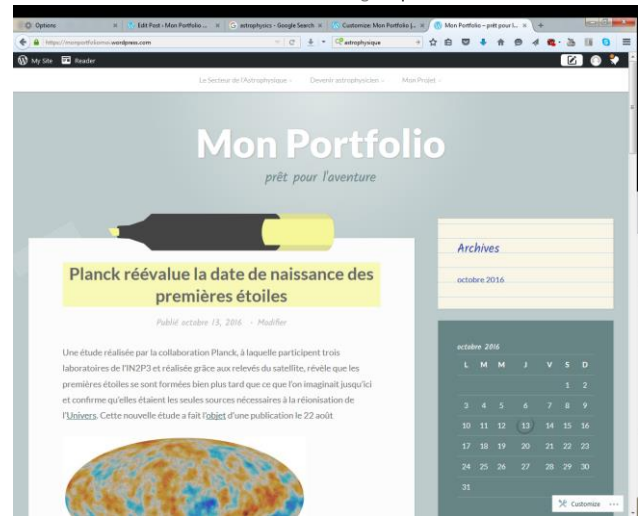 Options
Edit Post ‹ Mon Portfolio ...
astrophysics - Google Search
Customize: Mon Portfolio |...
Mon Portfolio – prêt pour l...
wordpress.com
astrophysique
My Site
Reader
Le Secteur de l'Astrophysique
Devenir astrophysicien
Mon Projet
Mon Portfolio
prêt pour l'aventure
Planck réévalue la date de naissance des
premières étoiles
Publié octobre 13, 2016 · Modifier
Une étude réalisée par la collaboration Planck, à laquelle participent trois
laboratoires de l'IN2P3 et réalisée grâce aux relevés du satellite, révèle que les
premières étoiles se sont formées bien plus tard que ce que l'on imaginait jusqu'ici
et confirme qu'elles étaient les seules sources nécessaires à la réionisation de
l'Univers. Cette nouvelle étude a fait l'objet d'une publication le 22 août
Archives
octobre 2016
octobre 2016
L M M J V S D
1 2
3 4 5 6 7 8 9
10 11 12 13 14 15 16
17 18 19 20 21 22 23
24 25 26 27 28 29 30
31
Customize